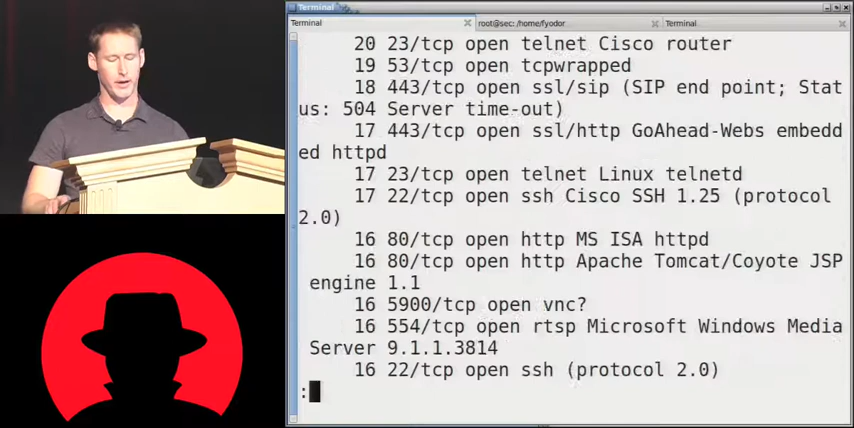 Terminal
Terminal
root@sec: /home/fyodor
Terminal
20 23/tcp open telnet Cisco router
19 53/tcp open tcpwrapped
18 443/tcp open ssl/sip (SIP end point; Stat
us: 504 Server time-out)
17 443/tcp open ssl/http GoAhead-Webs embedd
ed httpd
17 23/tcp open telnet Linux telnetd
17 22/tcp open ssh Cisco SSH 1.25 (protocol
2.0)
16 80/tcp open http MS ISA httpd
16 80/tcp open http Apache Tomcat/Coyote JSP
engine 1.1
16 5900/tcp open vnc?
16 554/tcp open rtsp Microsoft Windows Media
Server 9.1.1.3814
16 22/tcp open ssh (protocol 2.0)
: